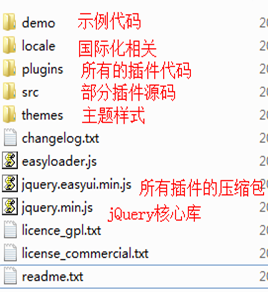 demo 示例代码
locale 国际化相关
plugins 所有的插件代码
src 部分插件源码
themes 主题样式
changelog.txt
easyloader.js
jquery.easyui.min.js 所有插件的压缩包
jquery.min.js jQuery核心库
licence_gpl.txt
license_commercial.txt
readme.txt